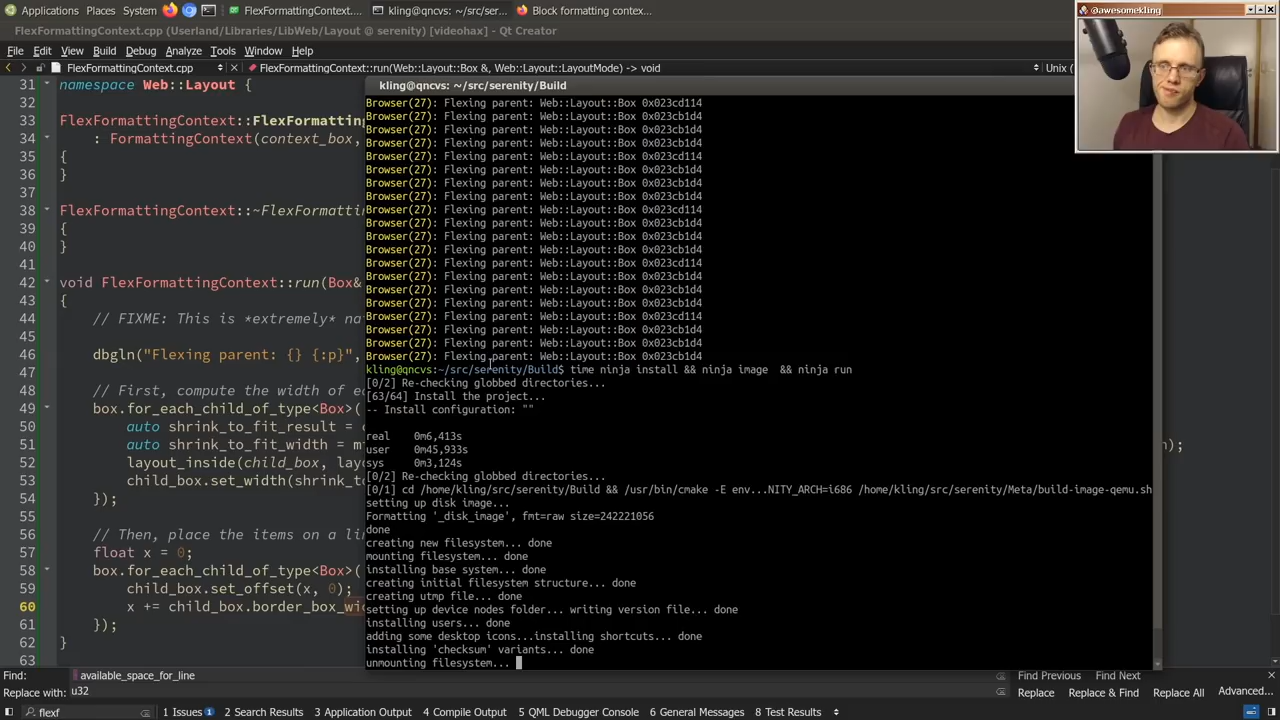 Applications Places System FlexFormattingContext.... kling@qncvs: ~/src/ser... Block formatting contex...
FlexFormattingContext.cpp (Userland/Libraries/LibWeb/Layout @ serenity) [videohax] - Qt Creator
@awesomekling
File Edit View Build Debug Analyze Tools Window Help
FlexFormattingContext.cpp FlexFormattingContext::run(Web::Layout::Box &, Web::Layout::LayoutMode) -> void Unix (
31 namespace Web::Layout {
32
33 FlexFormattingContext::FlexFormatting
34 : FormattingContext(context_box,
35 {
36 }
37
38 FlexFormattingContext::~FlexFormatti
39 {
40 }
41
42 void FlexFormattingContext::run(Box&
43 {
44 // FIXME: This is *extremely* na
45
46 dbgln("Flexing parent: {} {:p}",
47
48 // First, compute the width of e
49 box.for_each_child_of_type<Box>(
50 auto shrink_to_fit_result = c
51 auto shrink_to_fit_width = m
);
52 layout_inside(child_box, layo
53 child_box.set_width(shrink_t
54 });
55
56 // Then, place the items on a li
57 float x = 0;
58 box.for_each_child_of_type<Box>(
59 child_box.set_offset(x, 0);
60 x += child_box.border_box_wi
61 });
62 }
63
kling@qncvs: ~/src/serenity/Build
Browser(27): Flexing parent: Web::Layout::Box 0x023cd114
Browser(27): Flexing parent: Web::Layout::Box 0x023cb1d4
Browser(27): Flexing parent: Web::Layout::Box 0x023cb1d4
Browser(27): Flexing parent: Web::Layout::Box 0x023cb1d4
Browser(27): Flexing parent: Web::Layout::Box 0x023cd114
Browser(27): Flexing parent: Web::Layout::Box 0x023cb1d4
Browser(27): Flexing parent: Web::Layout::Box 0x023cb1d4
Browser(27): Flexing parent: Web::Layout::Box 0x023cb1d4
Browser(27): Flexing parent: Web::Layout::Box 0x023cd114
Browser(27): Flexing parent: Web::Layout::Box 0x023cb1d4
Browser(27): Flexing parent: Web::Layout::Box 0x023cb1d4
Browser(27): Flexing parent: Web::Layout::Box 0x023cb1d4
Browser(27): Flexing parent: Web::Layout::Box 0x023cd114
Browser(27): Flexing parent: Web::Layout::Box 0x023cb1d4
Browser(27): Flexing parent: Web::Layout::Box 0x023cb1d4
Browser(27): Flexing parent: Web::Layout::Box 0x023cb1d4
Browser(27): Flexing parent: Web::Layout::Box 0x023cd114
Browser(27): Flexing parent: Web::Layout::Box 0x023cb1d4
Browser(27): Flexing parent: Web::Layout::Box 0x023cb1d4
Browser(27): Flexing parent: Web::Layout::Box 0x023cb1d4
kling@qncvs:~/src/serenity/Build$ time ninja install && ninja image  && ninja run
[0/2] Re-checking globbed directories...
[63/64] Install the project...
-- Install configuration: ""
real 0m6,413s
user 0m45,933s
sys 0m3,124s
[0/2] Re-checking globbed directories...
[0/1] cd /home/kling/src/serenity/Build && /usr/bin/cmake -E env...NITY_ARCH=i686 /home/kling/src/serenity/Meta/build-image-qemu.sh
setting up disk image...
Formatting '_disk_image', fmt=raw size=242221056
done
creating new filesystem... done
mounting filesystem... done
installing base system... done
creating initial filesystem structure... done
creating utmp file... done
setting up device nodes folder... writing version file... done
installing users... done
adding some desktop icons...installing shortcuts... done
installing 'checksum' variants... done
unmounting filesystem...
Find: available_space_for_line Find Previous Find Next
Replace with: u32 Replace Replace & Find Replace All Advanced...
flexf 1 Issues 1 2 Search Results 3 Application Output 4 Compile Output 5 QML Debugger Console 6 General Messages 8 Test Results